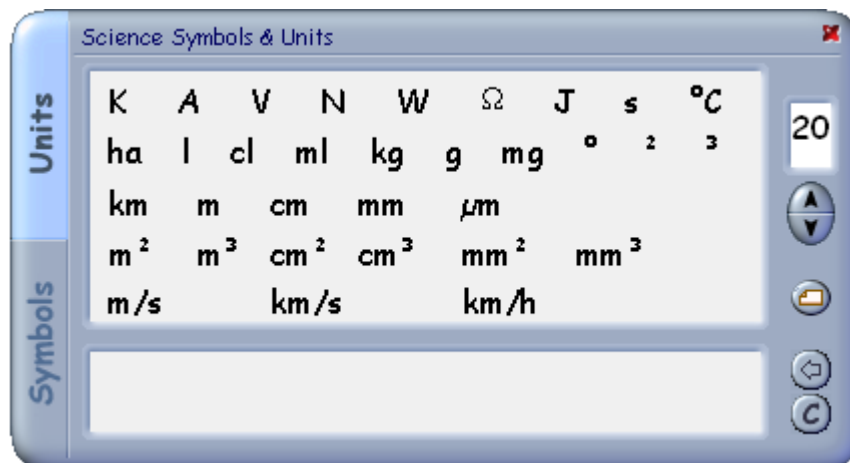 Science Symbols & Units
Units
Symbols
K A V N W Ω J s °C
ha l cl ml kg g mg ° ² ³
km m cm mm µm
m² m³ cm² cm³ mm² mm³
m/s km/s km/h
20
C